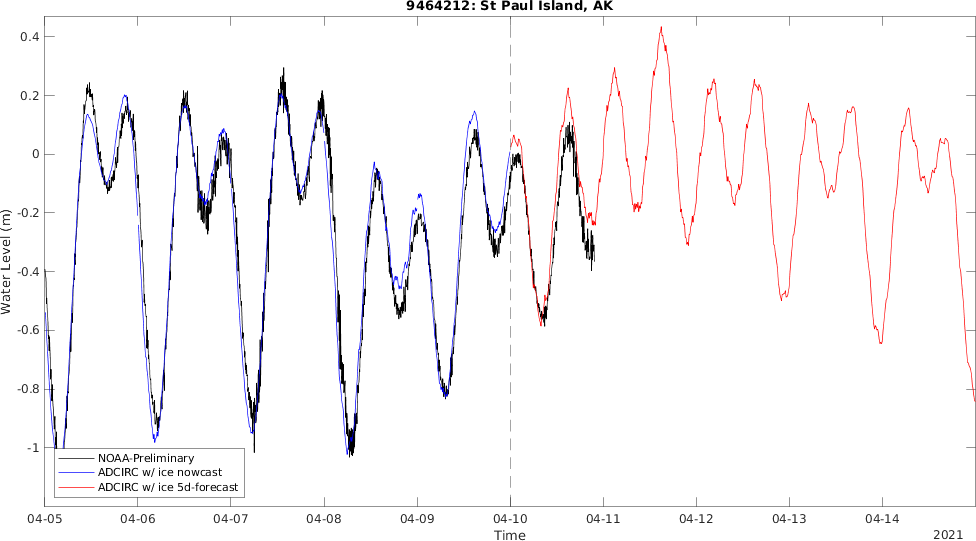 9464212: St Paul Island, AK
Water Level (m)
0.4
0.2
0
-0.2
-0.4
-0.6
-0.8
-1
NOAA-Preliminary
ADCIRC w/ ice nowcast
ADCIRC w/ ice 5d-forecast
04-05 04-06 04-07 04-08 04-09 04-10 04-11 04-12 04-13 04-14
Time
2021